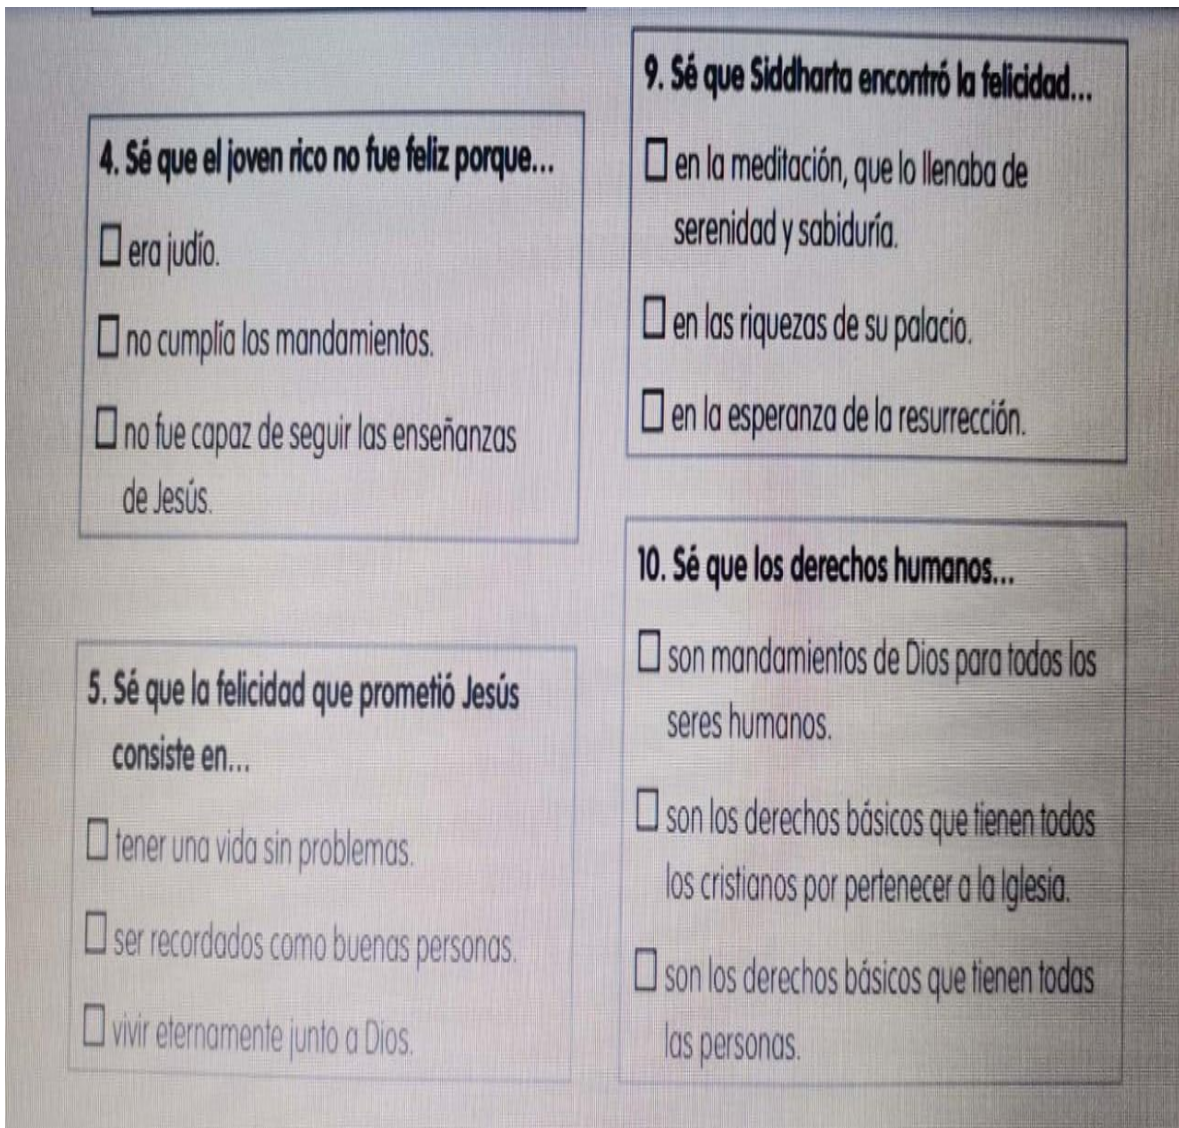 4. Sé que el joven rico no fue feliz porque...
era judío.
no cumplía los mandamientos.
no fue capaz de seguir las enseñanzas
de Jesús.
5. Sé que la felicidad que prometió Jesús
consiste en...
tener una vida sin problemas.
ser recordados como buenas personas.
vivir eternamente junto a Dios.
9. Sé que Siddharta encontró la felicidad...
en la meditación, que lo llenaba de
serenidad y sabiduría.
en las riquezas de su palacio.
en la esperanza de la resurrección.
10. Sé que los derechos humanos...
son mandamientos de Dios para todos los
seres humanos.
son los derechos básicos que tienen todos
los cristianos por pertenecer a la Iglesia.
son los derechos básicos que tienen todas
las personas.